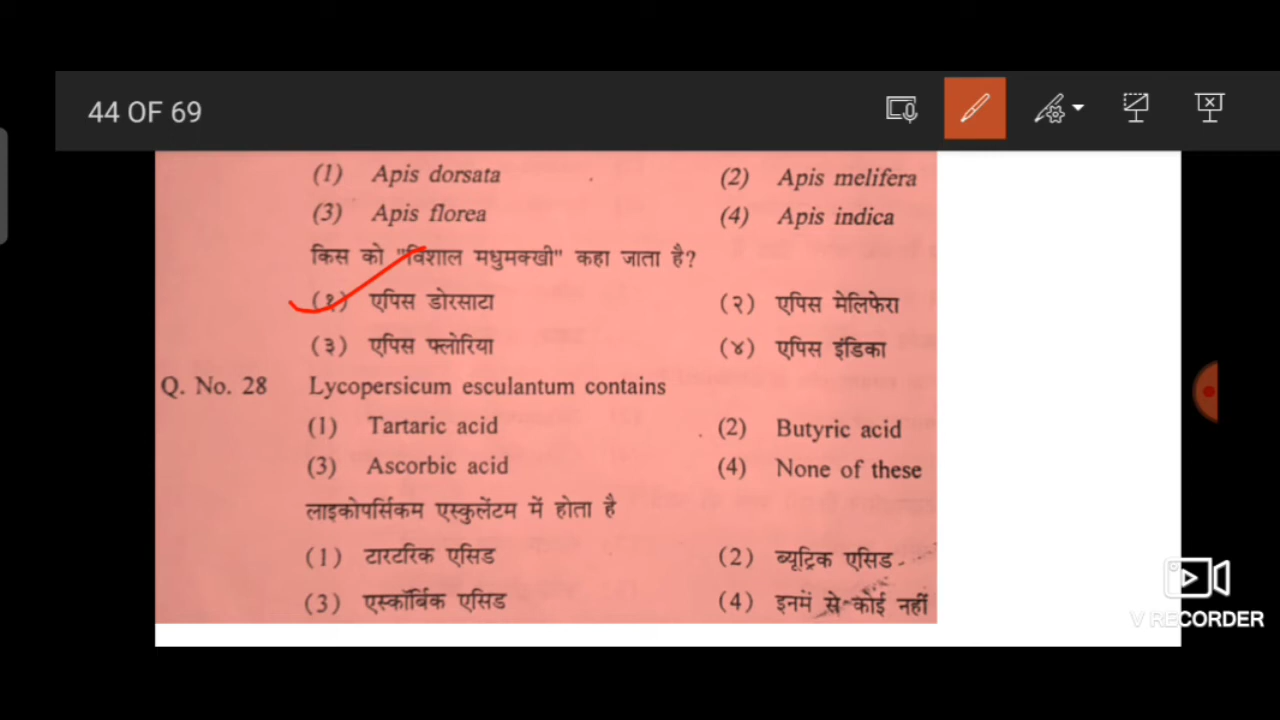 44 OF 69
(1) Apis dorsata (2) Apis melifera
(3) Apis florea (4) Apis indica
किस को "विशाल मधुमक्खी" कहा जाता है?
(१) एपिस डोरसाटा (२) एपिस मेलिफेरा
(३) एपिस फ्लोरिया (४) एपिस इंडिका
Q. No. 28 Lycopersicum esculantum contains
(1) Tartaric acid (2) Butyric acid
(3) Ascorbic acid (4) None of these
लाइकोपर्सिकम एस्कुलेंटम में होता है
(1) टारटरिक एसिड (2) ब्यूट्रिक एसिड
(3) एस्कॉर्बिक एसिड (4) इनमें से कोई नहीं
V RECORDER